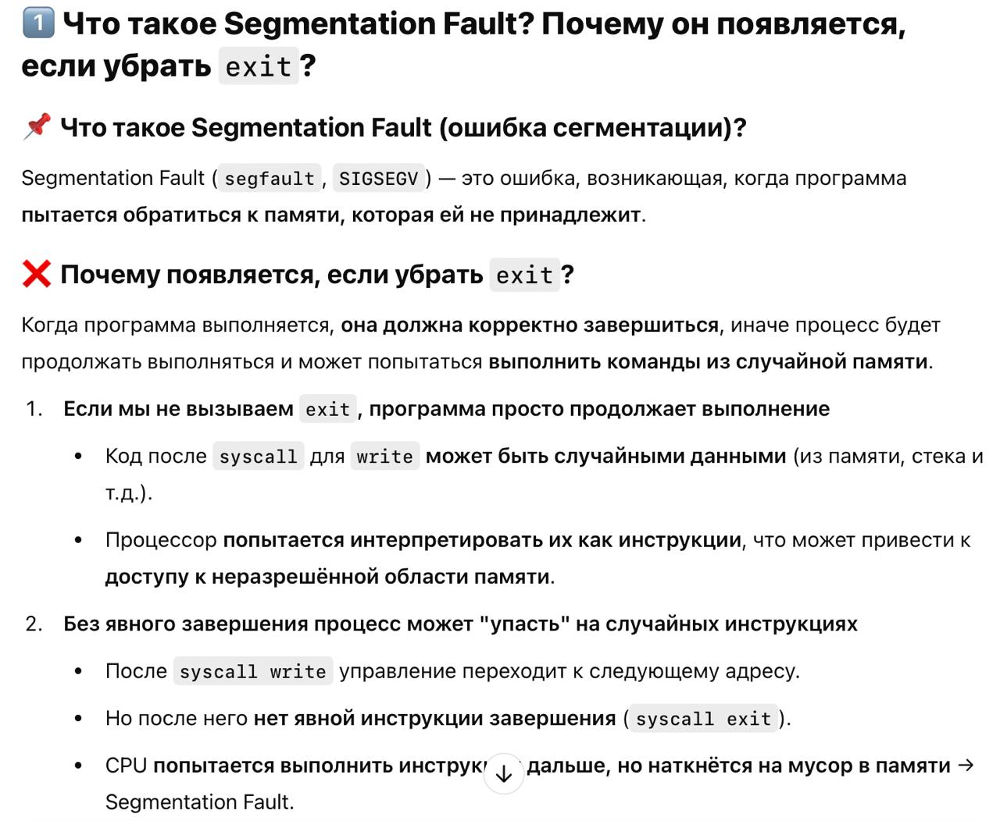 1 Что такое Segmentation Fault? Почему он появляется,
если убрать exit?
Что такое Segmentation Fault (ошибка сегментации)?
Segmentation Fault (segfault, SIGSEGV) — это ошибка, возникающая, когда программа
пытается обратиться к памяти, которая ей не принадлежит.
Почему появляется, если убрать exit?
Когда программа выполняется, она должна корректно завершиться, иначе процесс будет
продолжать выполняться и может попытаться выполнить команды из случайной памяти.
1. Если мы не вызываем exit, программа просто продолжает выполнение
• Код после syscall для write может быть случайными данными (из памяти, стека и
т.д.).
• Процессор попытается интерпретировать их как инструкции, что может привести к
доступу к неразрешённой области памяти.
2. Без явного завершения процесс может "упасть" на случайных инструкциях
• После syscall write управление переходит к следующему адресу.
• Но после него нет явной инструкции завершения (syscall exit).
• CPU попытается выполнить дальше, но наткнётся на мусор в памяти →
Segmentation Fault.